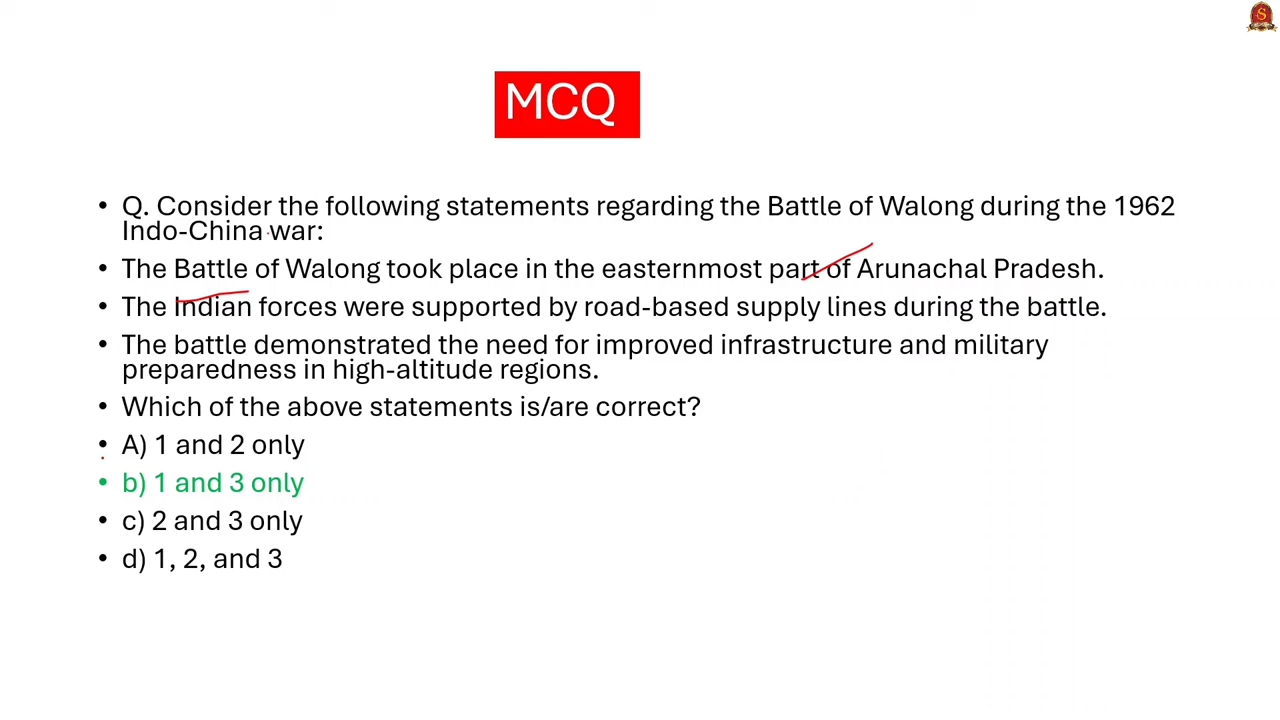 MCQ
• Q. Consider the following statements regarding the Battle of Walong during the 1962
Indo-China war:
• The Battle of Walong took place in the easternmost part of Arunachal Pradesh.
• The Indian forces were supported by road-based supply lines during the battle.
• The battle demonstrated the need for improved infrastructure and military
preparedness in high-altitude regions.
• Which of the above statements is/are correct?
• A) 1 and 2 only
• b) 1 and 3 only
• c) 2 and 3 only
• d) 1, 2, and 3